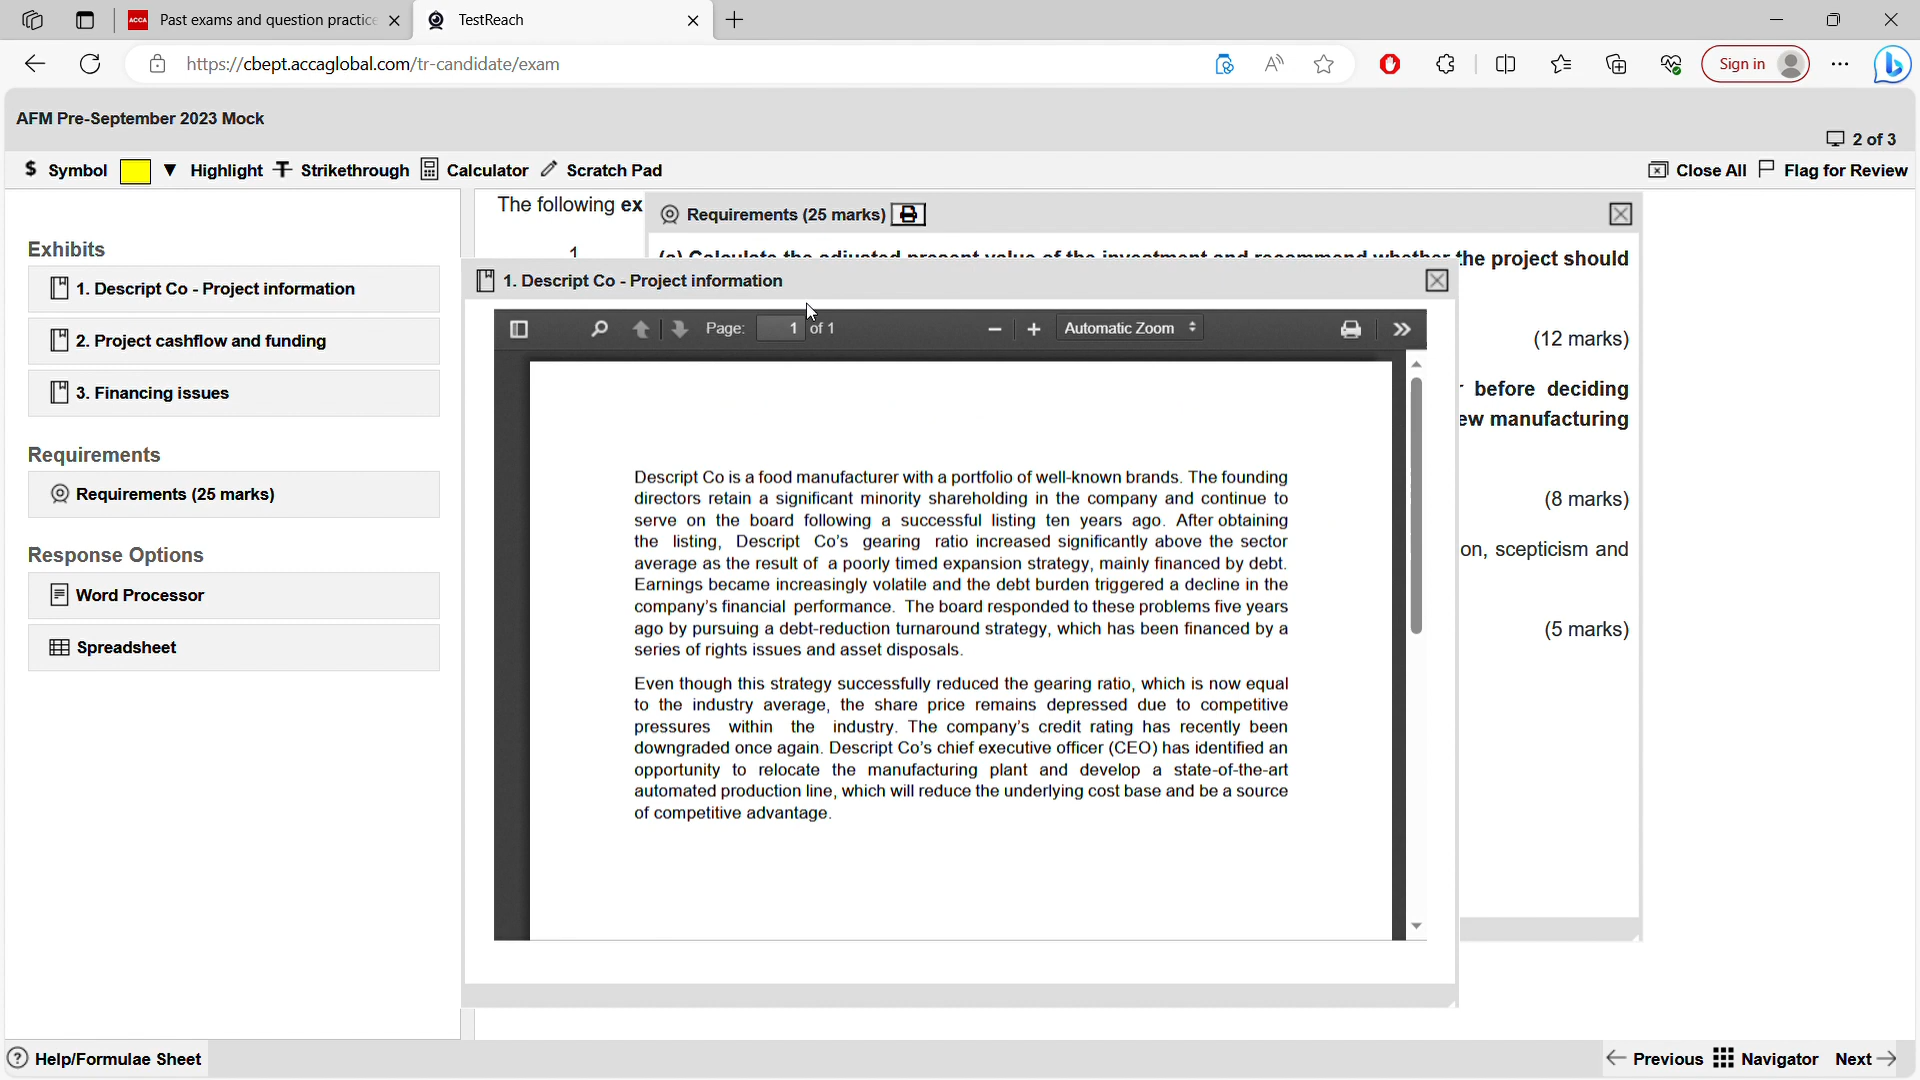 ACCA Past exams and question practice
TestReach
https://cbept.accaglobal.com/tr-candidate/exam
Sign in
AFM Pre-September 2023 Mock
2 of 3
$ Symbol
Highlight
Strikethrough
Calculator
Scratch Pad
Close All
Flag for Review
Exhibits
1. Descript Co - Project information
2. Project cashflow and funding
3. Financing issues
Requirements
Requirements (25 marks)
Response Options
Word Processor
Spreadsheet
The following ex
1
Requirements (25 marks)
(a) Calculate the adjusted present value of the investment and recommend whether the project should
(12 marks)
before deciding
ew manufacturing
(8 marks)
on, scepticism and
(5 marks)
1. Descript Co - Project information
Page: 1 of 1
Automatic Zoom
Descript Co is a food manufacturer with a portfolio of well-known brands. The founding
directors retain a significant minority shareholding in the company and continue to
serve on the board following a successful listing ten years ago. After obtaining
the listing, Descript Co's gearing ratio increased significantly above the sector
average as the result of a poorly timed expansion strategy, mainly financed by debt.
Earnings became increasingly volatile and the debt burden triggered a decline in the
company's financial performance. The board responded to these problems five years
ago by pursuing a debt-reduction turnaround strategy, which has been financed by a
series of rights issues and asset disposals.
Even though this strategy successfully reduced the gearing ratio, which is now equal
to the industry average, the share price remains depressed due to competitive
pressures within the industry. The company's credit rating has recently been
downgraded once again. Descript Co's chief executive officer (CEO) has identified an
opportunity to relocate the manufacturing plant and develop a state-of-the-art
automated production line, which will reduce the underlying cost base and be a source
of competitive advantage.
Help/Formulae Sheet
Previous
Navigator
Next